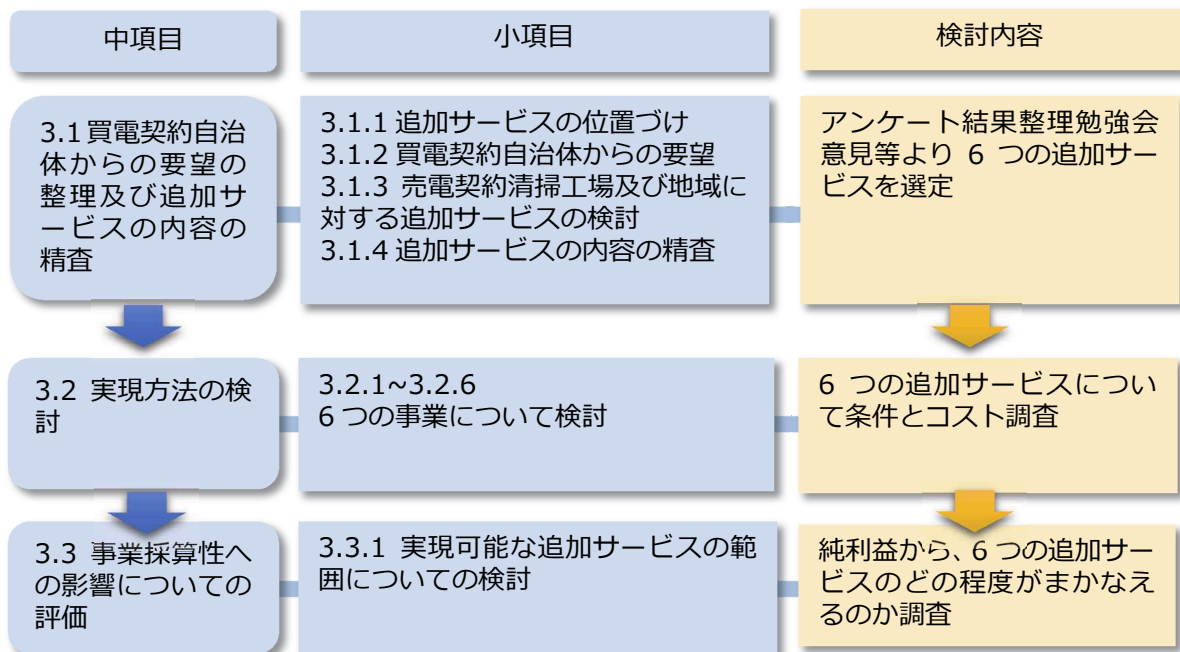 中項目
小項目
検討内容
3.1買電契約自治
体からの要望の
整理及び追加サ
ービスの内容の
精査
3.1.1 追加サービスの位置づけ
3.1.2 買電契約自治体からの要望
3.1.3 売電契約清掃工場及び地域に
対する追加サービスの検討
3.1.4 追加サービスの内容の精査
アンケート結果整理勉強会
意見等より 6 つの追加サー
ビスを選定
3.2 実現方法の検
討
3.2.1~3.2.6
6 つの事業について検討
6 つの追加サービスについ
て条件とコスト調査
3.3 事業採算性へ
の影響についての
評価
3.3.1 実現可能な追加サービスの範
囲についての検討
純利益から、6 つの追加サー
ビスのどの程度がまかなえ
るのか調査